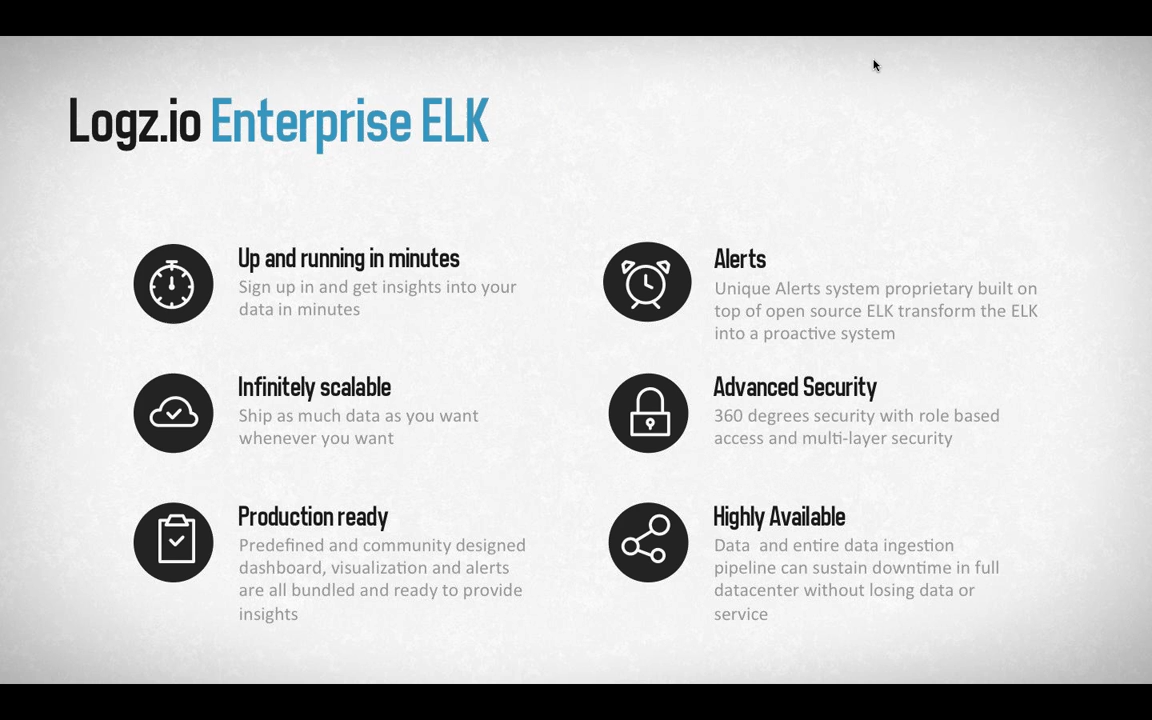 Logz.io Enterprise ELK
Up and running in minutes
Sign up in and get insights into your
data in minutes
Infinitely scalable
Ship as much data as you want
whenever you want
Production ready
Predefined and community designed
dashboard, visualization and alerts
are all bundled and ready to provide
insights
Alerts
Unique Alerts system proprietary built on
top of open source ELK transform the ELK
into a proactive system
Advanced Security
360 degrees security with role based
access and multi-layer security
Highly Available
Data  and entire data ingestion
pipeline can sustain downtime in full
datacenter without losing data or
service